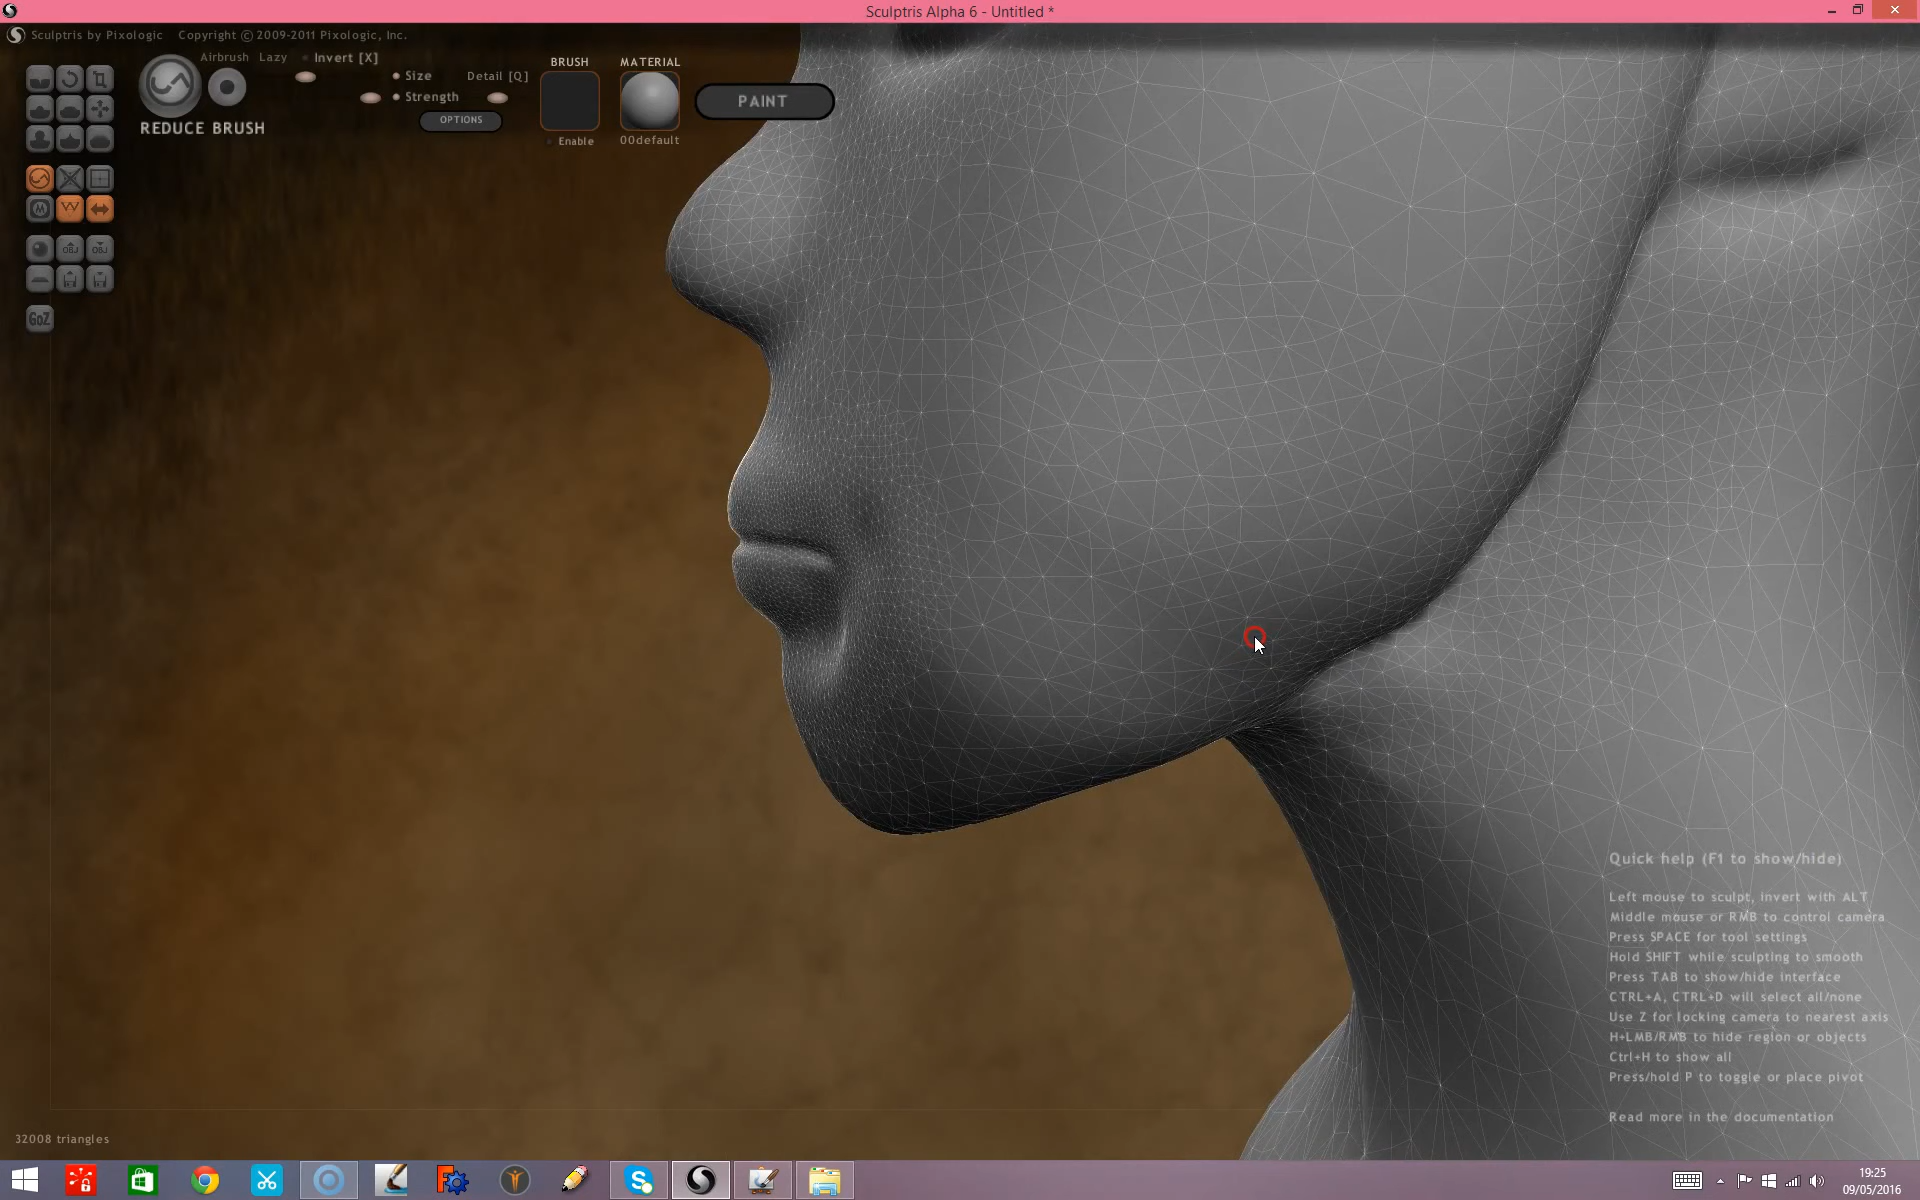 Sculptris Alpha 6 - Untitled *
Sculptris by Pixologic Copyright © 2009-2011 Pixologic, Inc.
Airbrush Lazy Invert [X]
Size Detail [Q]
Strength
OPTIONS
REDUCE BRUSH
BRUSH
Enable
MATERIAL
00default
PAINT
OBJ OBJ
GoZ
Quick help (F1 to show/hide)
Left mouse to sculpt, invert with ALT
Middle mouse or RMB to control camera
Press SPACE for tool settings
Hold SHIFT while sculpting to smooth
Press TAB to show/hide interface
CTRL+A, CTRL+D will select all/none
Use Z for locking camera to nearest axis
H+LMB/RMB to hide region or objects
Ctrl+H to show all
Press/hold P to toggle or place pivot
Read more in the documentation
32008 triangles
19:25
09/05/2016